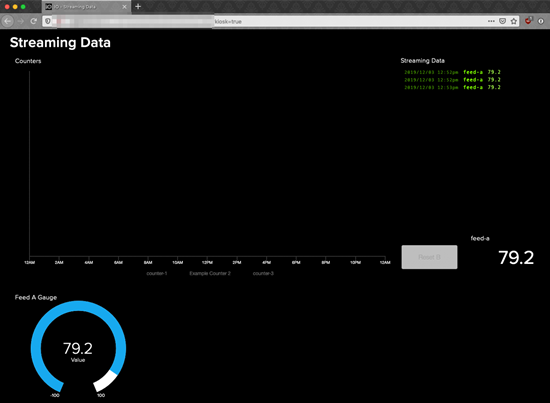 IO - Streaming Data
kiosk=true
Streaming Data
Counters
12AM 2AM 4AM 6AM 8AM 10AM 12PM 2PM 4PM 6PM 8PM 10PM 12AM
counter-1 Example Counter 2 counter-3
Streaming Data
2019/12/03 12:52pm feed-a 79.2
2019/12/03 12:52pm feed-a 79.2
2019/12/03 12:53pm feed-a 79.2
feed-a
Reset B
79.2
Feed A Gauge
79.2
Value
-100 100